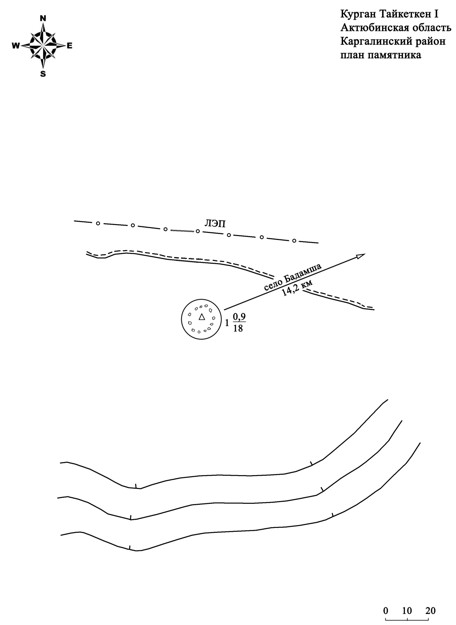 Курган Тайкеткен I
Актюбинская область
Каргалинский район
план памятника
N
W E
S
ЛЭП
село Бадамша
14,2 км
1 0,9
18
0 10 20